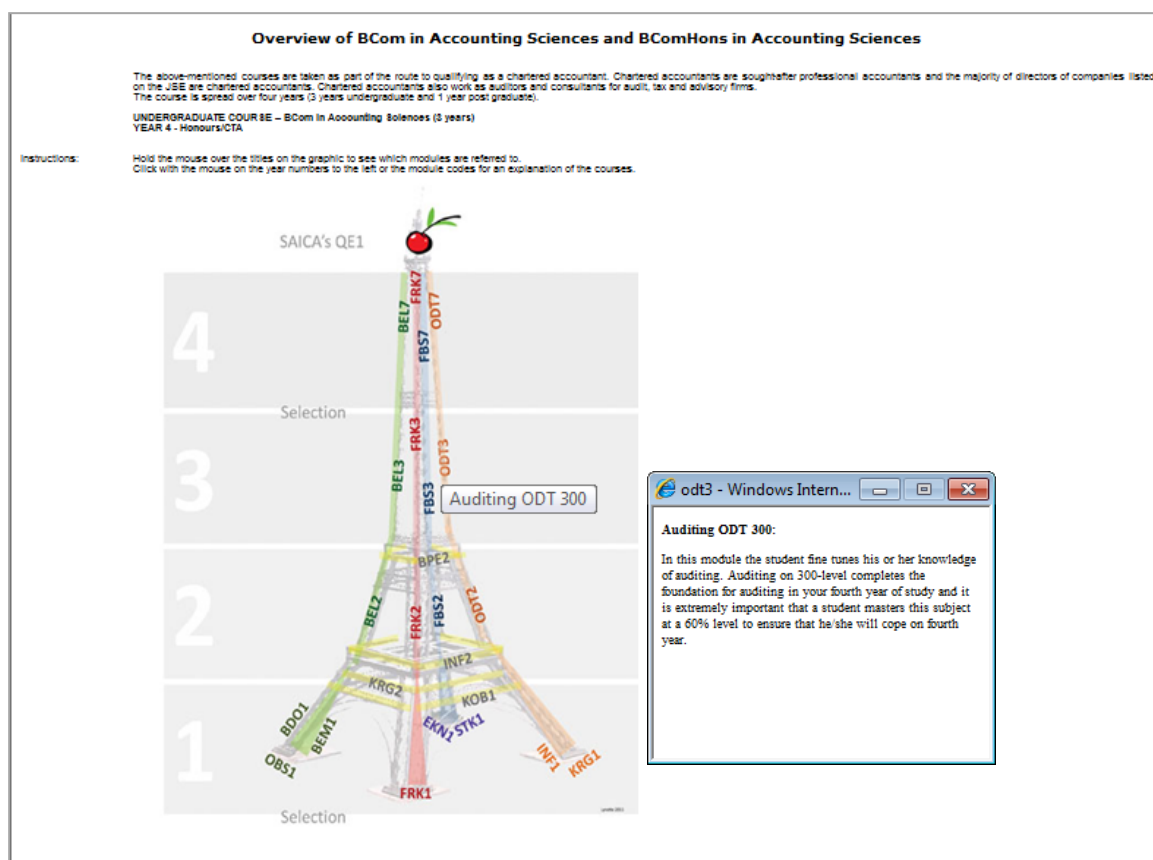 Overview of BCom in Accounting Sciences and BComHons in Accounting Sciences
The above-mentioned courses are taken as part of the route to qualifying as a chartered accountant. Chartered accountants are sought-after professional accountants and the majority of directors of companies listed
on the JSE are chartered accountants. Chartered accountants also work as auditors and consultants for audit, tax and advisory firms.
The course is spread over four years (3 years undergraduate and 1 year post graduate).
UNDERGRADUATE COURSE – BCom in Accounting Sciences (3 years)
YEAR 4 - Honours/CTA
Instructions:
Hold the mouse over the titles on the graphic to see which modules are referred to.
Click with the mouse on the year numbers to the left or the module codes for an explanation of the courses.
SAICA's QE1
4
BEL7
FRK7
FBS7
ODT7
Selection
3
BEL3
FRK3
FBS3
ODT3
Auditing ODT 300
odt3 - Windows Intern...
Auditing ODT 300:
In this module the student fine tunes his or her knowledge
of auditing. Auditing on 300-level completes the
foundation for auditing in your fourth year of study and it
is extremely important that a student masters this subject
at a 60% level to ensure that he/she will cope on fourth
year.
2
BPE2
BEL2
FRK2
FBS2
ODT2
INF2
1
KRG2
KOB1
BDO1
BEM1
OBS1
EKN1
STK1
INF1
KRG1
FRK1
Selection